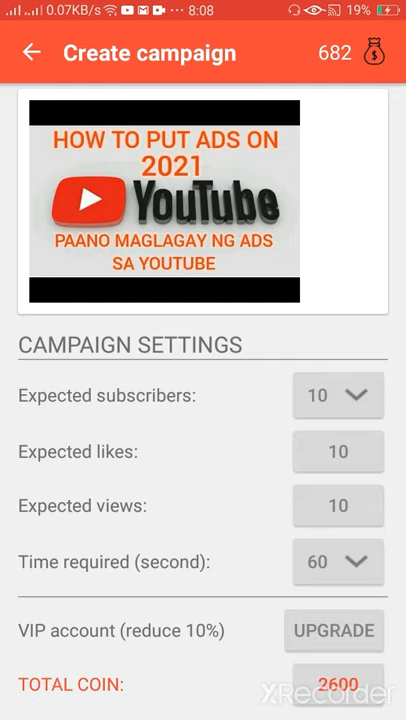 0.07KB/s ··· 8:08 19%
Create campaign 682
HOW TO PUT ADS ON
2021
YouTube
PAANO MAGLAGAY NG ADS
SA YOUTUBE
CAMPAIGN SETTINGS
Expected subscribers: 10
Expected likes: 10
Expected views: 10
Time required (second): 60
VIP account (reduce 10%) UPGRADE
TOTAL COIN: 2600
XRecorder